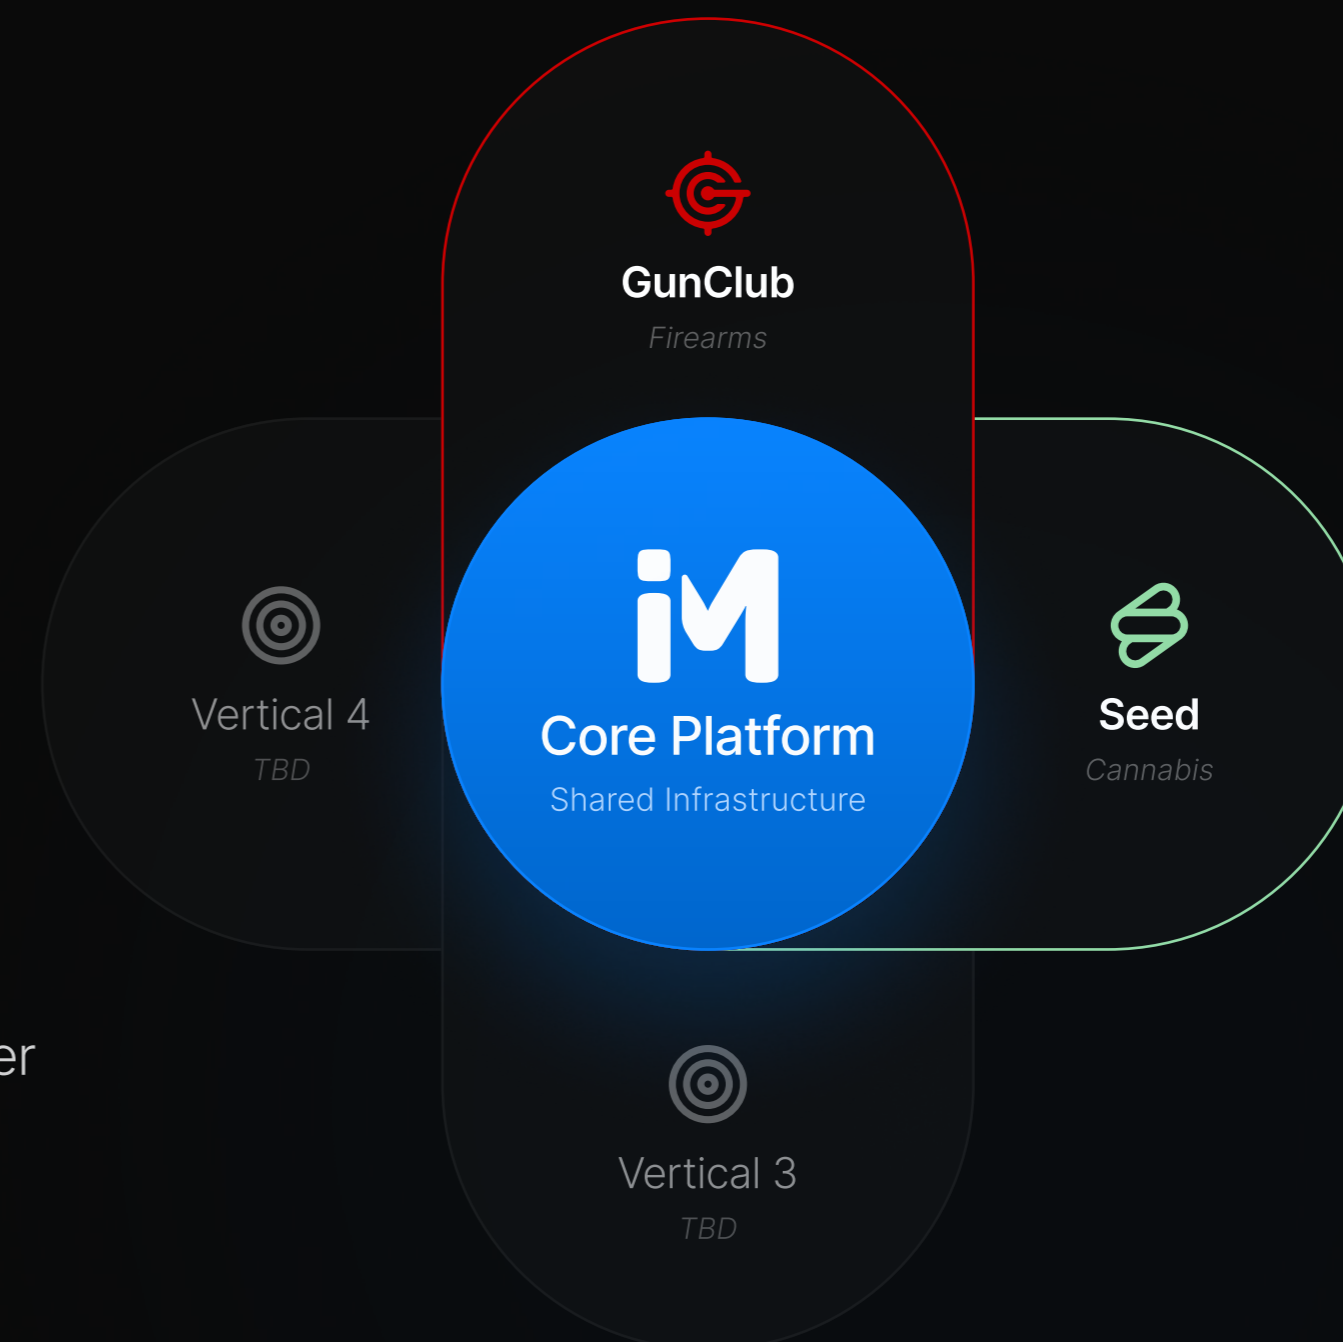 GunClub
Firearms
Vertical 4
TBD
iM
Core Platform
Shared Infrastructure
Seed
Cannabis
er
Vertical 3
TBD